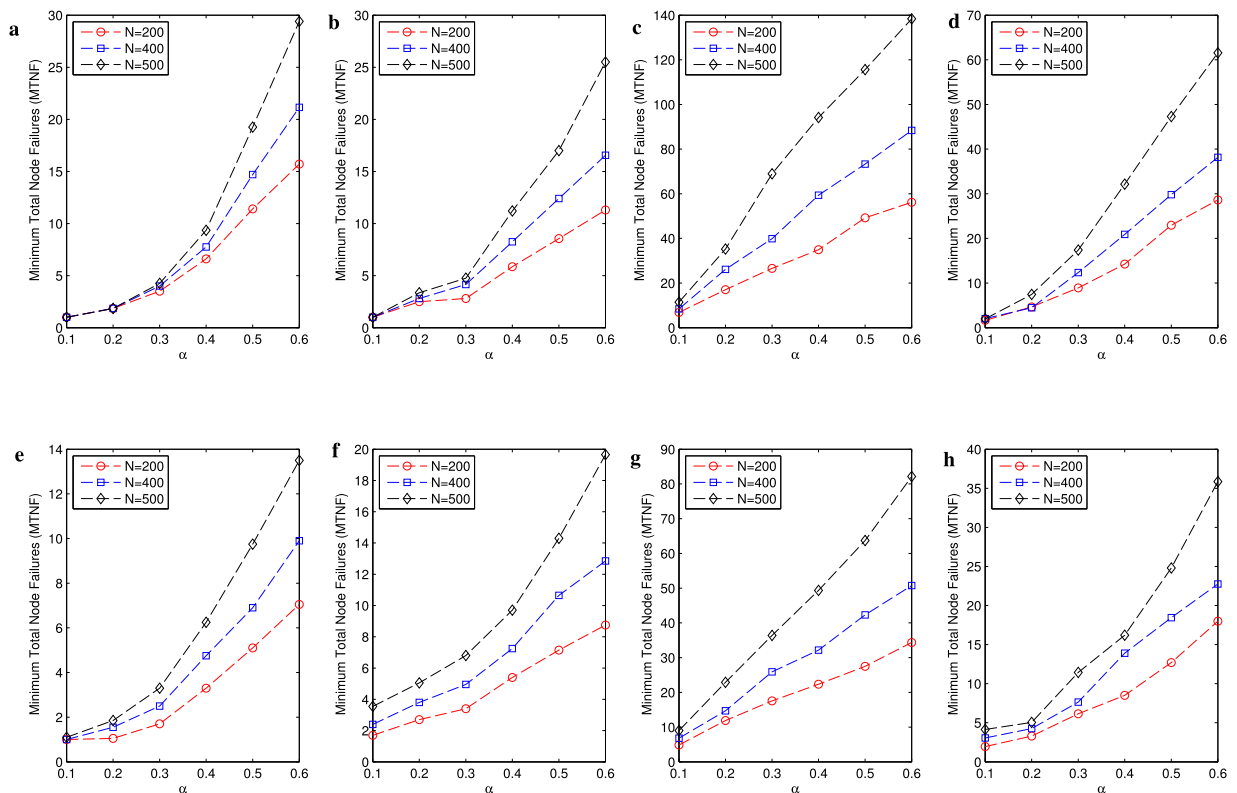 a
N=200
N=400
N=500
Minimum Total Node Failures (MTNF)
30
25
20
15
10
5
0
0.1 0.2 0.3 0.4 0.5 0.6
α
b
N=200
N=400
N=500
Minimum Total Node Failures (MTNF)
30
25
20
15
10
5
0
0.1 0.2 0.3 0.4 0.5 0.6
α
c
N=200
N=400
N=500
Minimum Total Node Failures (MTNF)
140
120
100
80
60
40
20
0
0.1 0.2 0.3 0.4 0.5 0.6
α
d
N=200
N=400
N=500
Minimum Total Node Failures (MTNF)
70
60
50
40
30
20
10
0
0.1 0.2 0.3 0.4 0.5 0.6
α
e
N=200
N=400
N=500
Minimum Total Node Failures (MTNF)
14
12
10
8
6
4
2
0
0.1 0.2 0.3 0.4 0.5 0.6
α
f
N=200
N=400
N=500
Minimum Total Node Failures (MTNF)
20
18
16
14
12
10
8
6
4
2
2
0
0.1 0.2 0.3 0.4 0.5 0.6
α
g
N=200
N=400
N=500
Minimum Total Node Failures (MTNF)
90
80
70
60
50
40
30
20
10
0
0.1 0.2 0.3 0.4 0.5 0.6
α
h
N=200
N=400
N=500
Minimum Total Node Failures (MTNF)
40
35
30
25
20
15
10
5
0
0.1 0.2 0.3 0.4 0.5 0.6
α